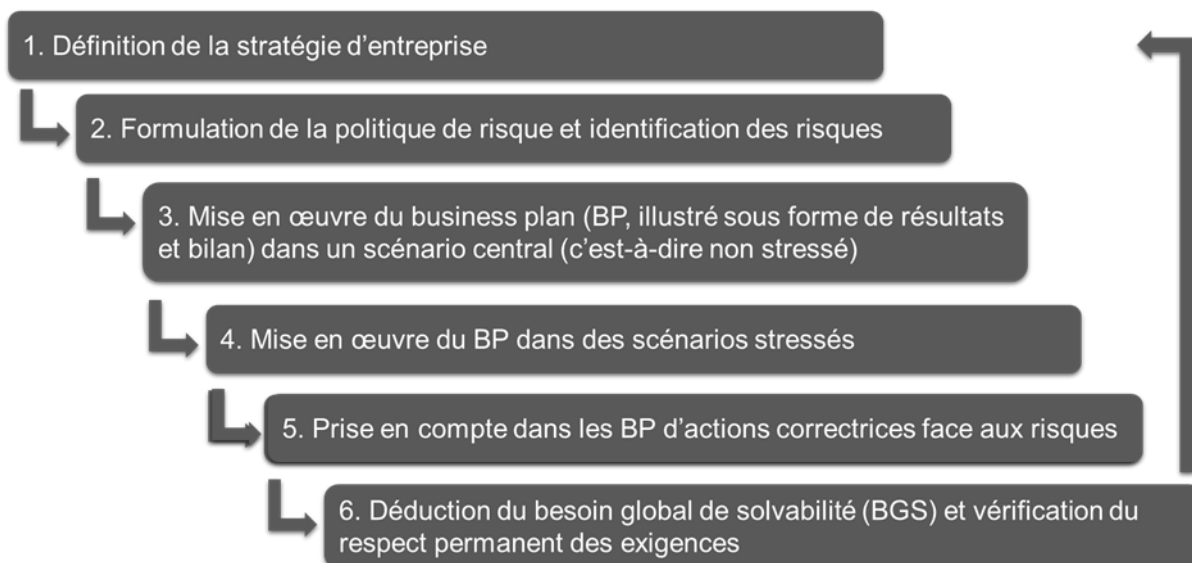 1. Définition de la stratégie d’entreprise
2. Formulation de la politique de risque et identification des risques
3. Mise en œuvre du business plan (BP, illustré sous forme de résultats
et bilan) dans un scénario central (c’est-à-dire non stressé)
4. Mise en œuvre du BP dans des scénarios stressés
5. Prise en compte dans les BP d’actions correctrices face aux risques
6. Déduction du besoin global de solvabilité (BGS) et vérification du
respect permanent des exigences